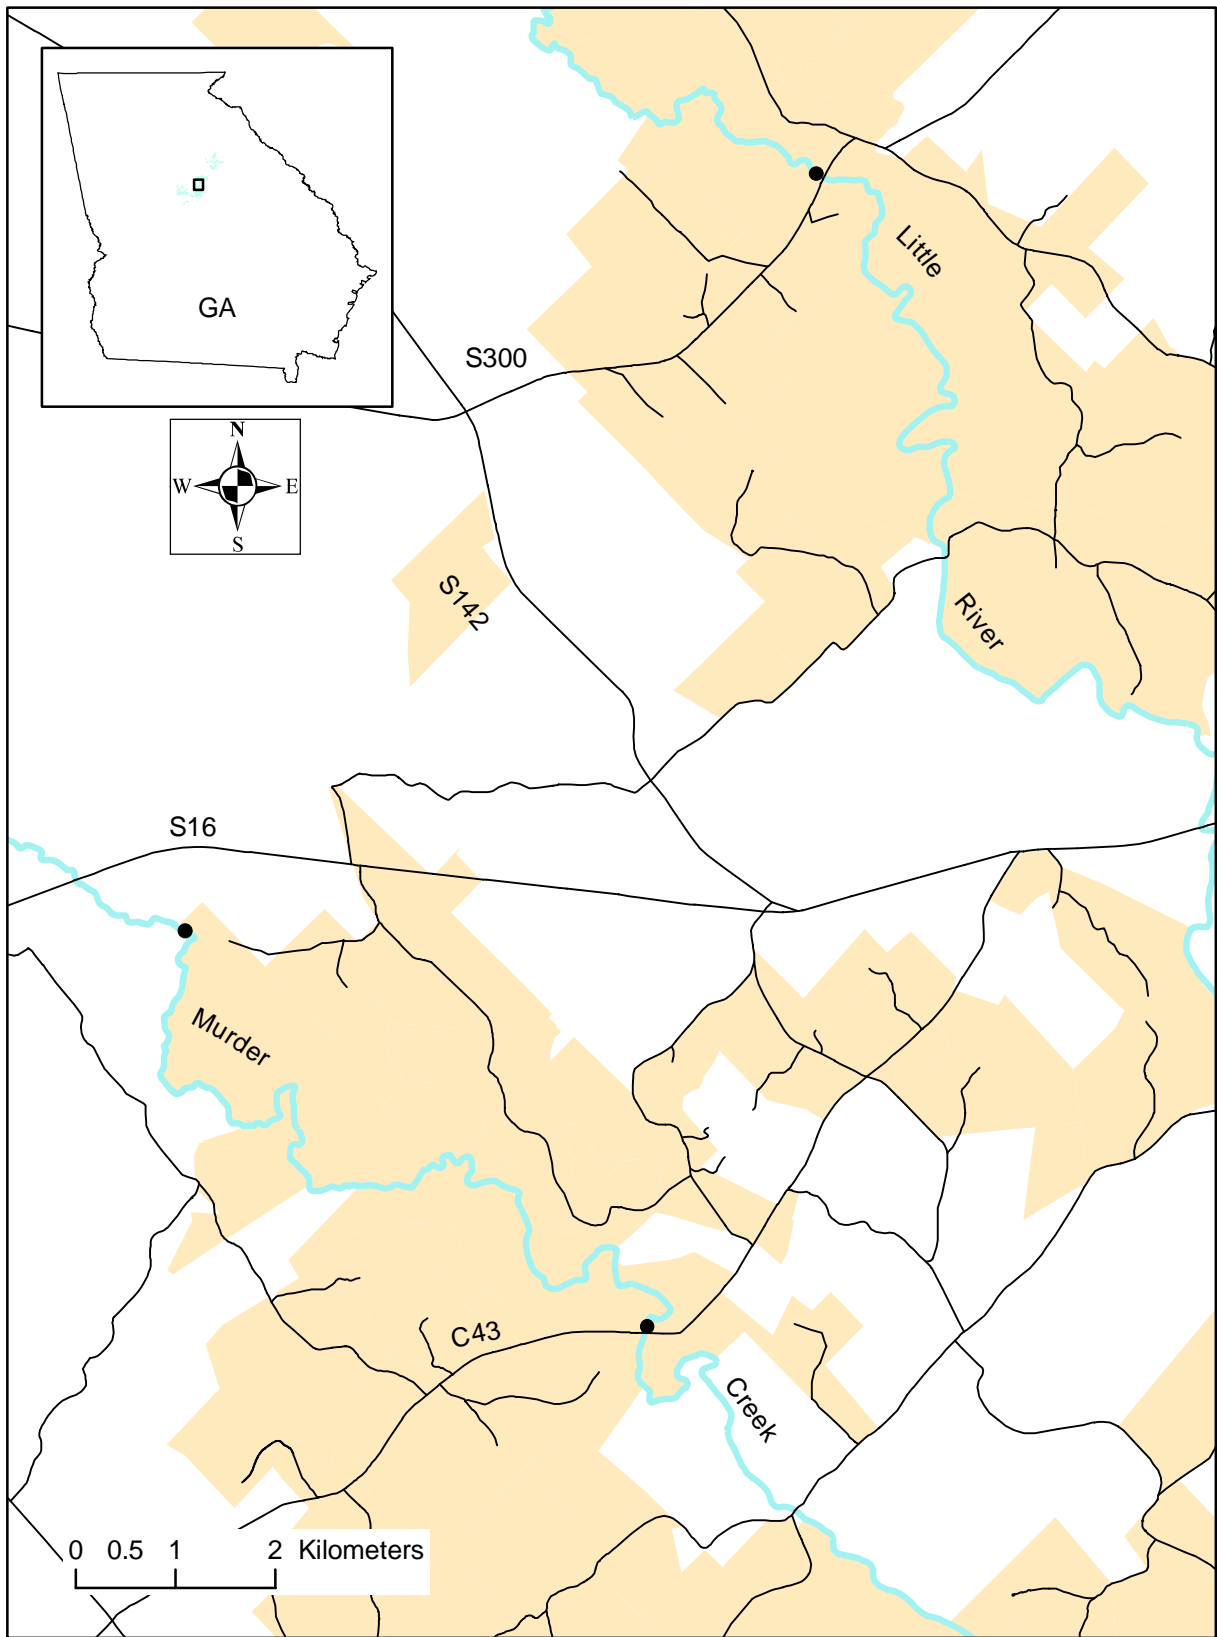 GA
Little
S300
N
W E
S
S142
River
S16
Murder
C43
Creek
0 0.5 1 2 Kilometers